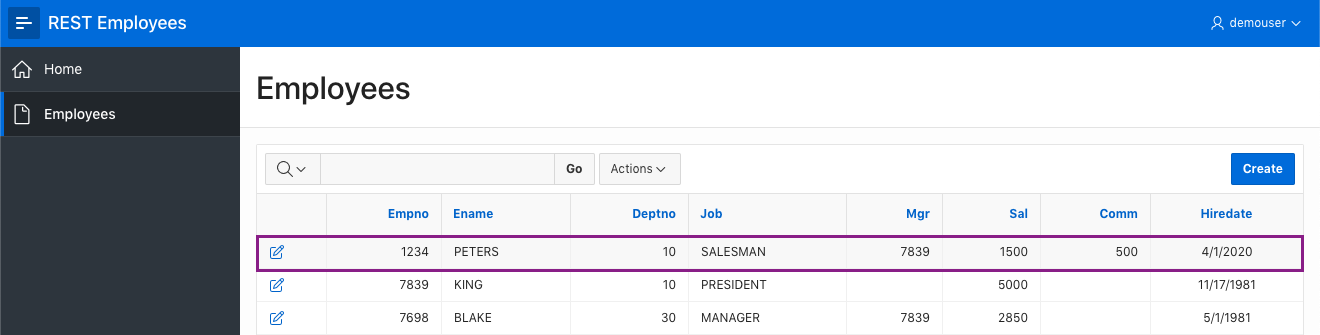 REST Employees
demouser
Home
Employees
Employees
Go
Actions
Create
Empno Ename Deptno Job Mgr Sal Comm Hiredate
1234 PETERS 10 SALESMAN 7839 1500 500 4/1/2020
7839 KING 10 PRESIDENT 5000 11/17/1981
7698 BLAKE 30 MANAGER 7839 2850 5/1/1981